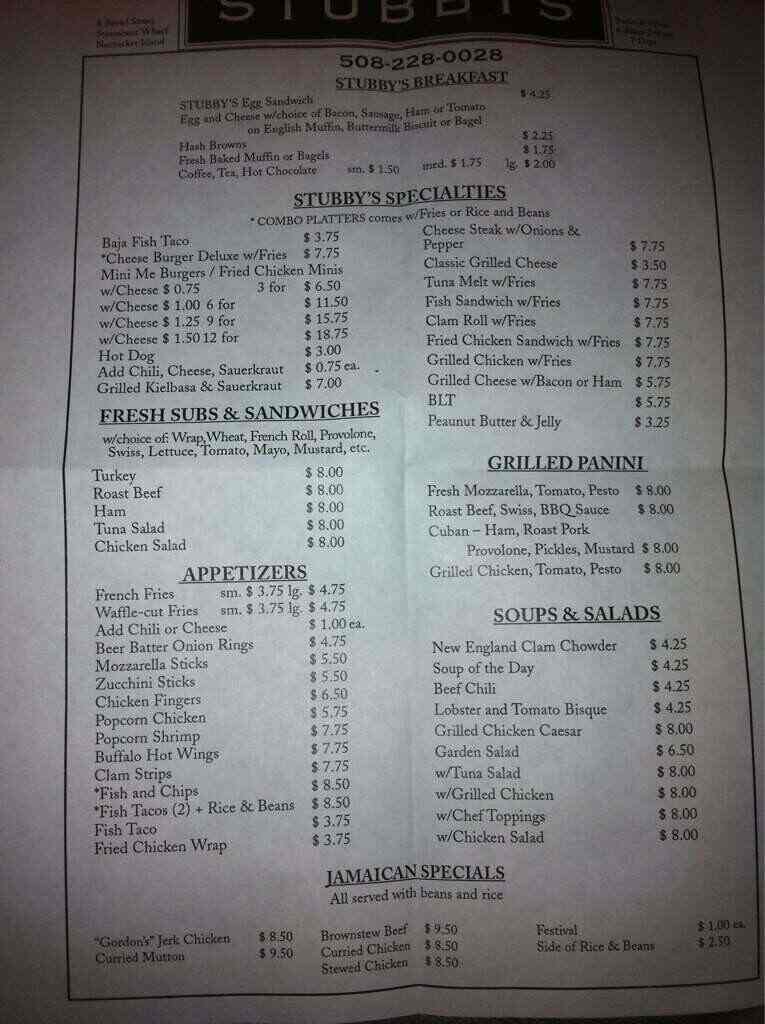 STUBBYS
Steamboat Wharf
Nantucket Island
7 Days
508-228-0028
STUBBY'S BREAKFAST
STUBBY'S Egg Sandwich $ 4.25
Egg and Cheese w/choice of Bacon, Sausage, Ham or Tomato
on English Muffin, Buttermilk Biscuit or Bagel
Hash Browns $ 2.25
Fresh Baked Muffin or Bagels $ 1.75
Coffee, Tea, Hot Chocolate sm. $ 1.50 med. $ 1.75 lg. $ 2.00
STUBBY'S SPECIALTIES
* COMBO PLATTERS comes w/Fries or Rice and Beans
Baja Fish Taco $ 3.75
*Cheese Burger Deluxe w/Fries $ 7.75
Mini Me Burgers / Fried Chicken Minis
w/Cheese $ 0.75 3 for $ 6.50
w/Cheese $ 1.00 6 for $ 11.50
w/Cheese $ 1.25 9 for $ 15.75
w/Cheese $ 1.50 12 for $ 18.75
Hot Dog $ 3.00
Add Chili, Cheese, Sauerkraut $ 0.75 ea.
Grilled Kielbasa & Sauerkraut $ 7.00
Cheese Steak w/Onions &
Pepper $ 7.75
Classic Grilled Cheese $ 3.50
Tuna Melt w/Fries $ 7.75
Fish Sandwich w/Fries $ 7.75
Clam Roll w/Fries $ 7.75
Fried Chicken Sandwich w/Fries $ 7.75
Grilled Chicken w/Fries $ 7.75
Grilled Cheese w/Bacon or Ham $ 5.75
BLT $ 5.75
Peaunut Butter & Jelly $ 3.25
FRESH SUBS & SANDWICHES
w/choice of: Wrap,Wheat, French Roll, Provolone,
Swiss, Lettuce, Tomato, Mayo, Mustard, etc.
Turkey $ 8.00
Roast Beef $ 8.00
Ham $ 8.00
Tuna Salad $ 8.00
Chicken Salad $ 8.00
GRILLED PANINI
Fresh Mozzarella, Tomato, Pesto $ 8.00
Roast Beef, Swiss, BBQ Sauce $ 8.00
Cuban – Ham, Roast Pork
Provolone, Pickles, Mustard $ 8.00
Grilled Chicken, Tomato, Pesto $ 8.00
APPETIZERS
French Fries sm. $ 3.75 lg. $ 4.75
Waffle-cut Fries sm. $ 3.75 lg. $ 4.75
Add Chili or Cheese $ 1.00 ea.
Beer Batter Onion Rings $ 4.75
Mozzarella Sticks $ 5.50
Zucchini Sticks $ 5.50
Chicken Fingers $ 6.50
Popcorn Chicken $ 5.75
Popcorn Shrimp $ 7.75
Buffalo Hot Wings $ 7.75
Clam Strips $ 7.75
*Fish and Chips $ 8.50
*Fish Tacos (2) + Rice & Beans $ 8.50
Fish Taco $ 3.75
Fried Chicken Wrap $ 3.75
SOUPS & SALADS
New England Clam Chowder $ 4.25
Soup of the Day $ 4.25
Beef Chili $ 4.25
Lobster and Tomato Bisque $ 4.25
Grilled Chicken Caesar $ 8.00
Garden Salad $ 6.50
w/Tuna Salad $ 8.00
w/Grilled Chicken $ 8.00
w/Chef Toppings $ 8.00
w/Chicken Salad $ 8.00
JAMAICAN SPECIALS
All served with beans and rice
"Gordon's" Jerk Chicken $ 8.50
Curried Mutton $ 9.50
Brownstew Beef $ 9.50
Curried Chicken $ 8.50
Stewed Chicken $ 8.50
Festival $ 1.00 ea.
Side of Rice & Beans $ 2.50